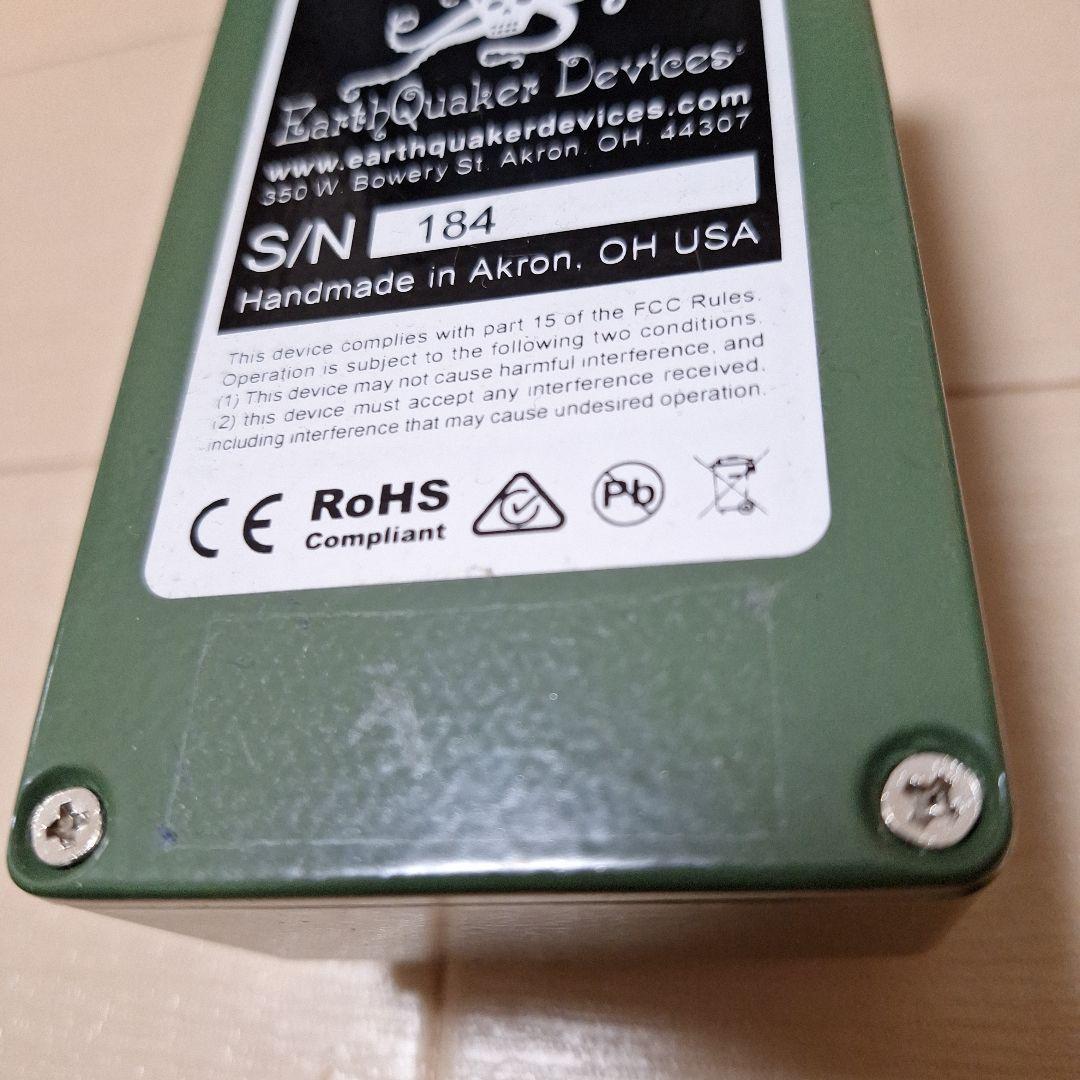 EarthQuaker Devices
www.earthquakerdevices.com
350 W. Bowery St. Akron, OH. 44307
S/N 184
Handmade in Akron, OH USA
This device complies with part 15 of the FCC Rules.
Operation is subject to the following two conditions.
(1) This device may not cause harmful interference, and
(2) this device must accept any interference received,
including interference that may cause undesired operation.
CE RoHS Pb
Compliant